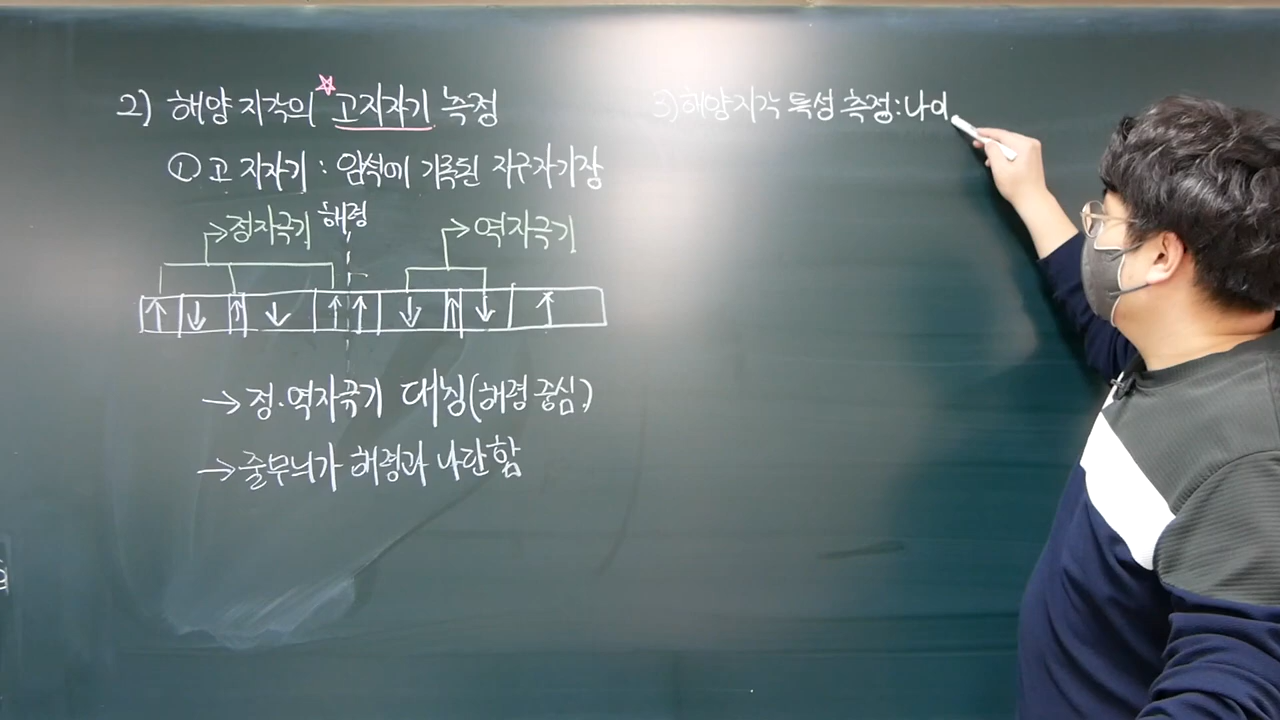 2) 해양 지각의 ☆고지자기 측정
① 고 지자기 : 암석에 기록된 지구자기장
→정자극기 해령 →역자극기
↑ ↓ ↑ ↓ ↑ ↑ ↓ ↑ ↓ ↑
→ 정·역자극기 대칭(해령 중심)
→ 줄무늬가 해령과 나란함
3) 해양지각 특성 측정:나이